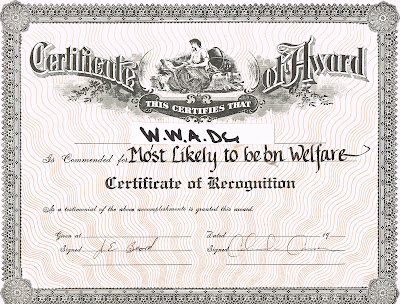 Certificate of Award
THIS CERTIFIES THAT
W.W.A.DC
Is Commended for Most Likely to be on Welfare
Certificate of Recognition
As a testimonial of the above accomplishments is granted this award.
Given at Dated 19
Signed Signed